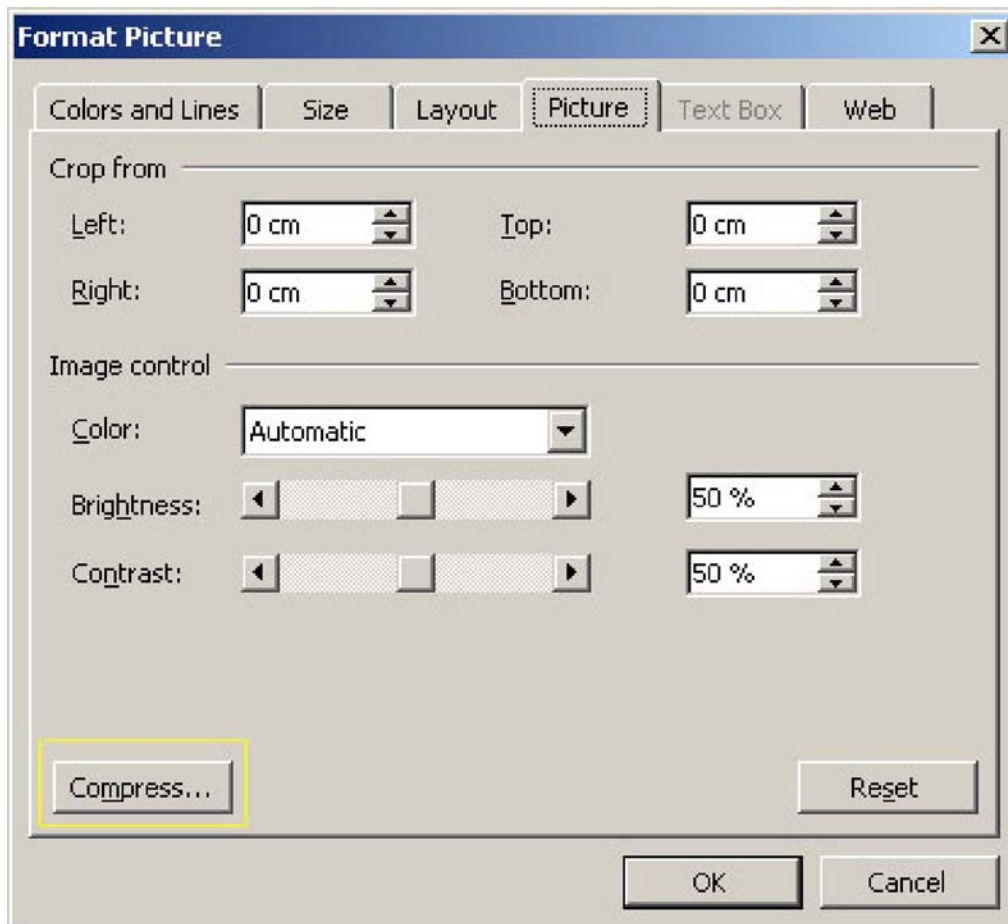 Format Picture
Colors and Lines Size Layout Picture Text Box Web
Crop from
Left: 0 cm Top: 0 cm
Right: 0 cm Bottom: 0 cm
Image control
Color: Automatic
Brightness: 50 %
Contrast: 50 %
Compress... Reset
OK Cancel